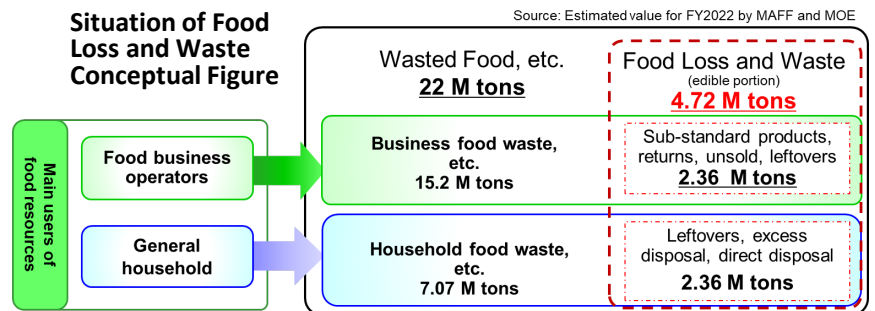 Source: Estimated value for FY2022 by MAFF and MOE
Situation of Food
Loss and Waste
Conceptual Figure
Wasted Food, etc.
22 M tons
Food Loss and Waste
(edible portion)
4.72 M tons
Main users of
food resources
Food business
operators
Business food waste,
etc.
15.2 M tons
Sub-standard products,
returns, unsold, leftovers
2.36 M tons
General
household
Household food waste,
etc.
7.07 M tons
Leftovers, excess
disposal, direct disposal
2.36 M tons